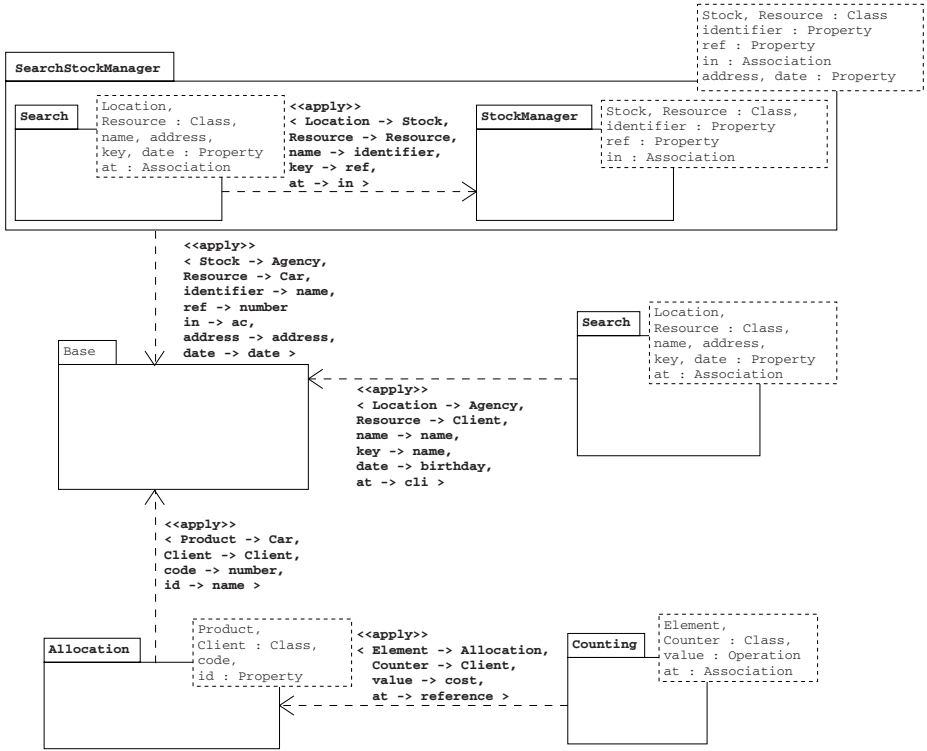 Stock, Resource : Class
identifier : Property
ref : Property
in : Association
address, date : Property
SearchStockManager
Search
Location,
Resource : Class,
name, address,
key, date : Property
at : Association
<<apply>>
< Location -> Stock,
Resource -> Resource,
name -> identifier,
key -> ref,
at -> in >
StockManager
Stock, Resource : Class,
identifier : Property
ref : Property
in : Association
<<apply>>
< Stock -> Agency,
Resource -> Car,
identifier -> name,
ref -> number
in -> ac,
address -> address,
date -> date >
Base
Search
Location,
Resource : Class,
name, address,
key, date : Property
at : Association
<<apply>>
< Location -> Agency,
Resource -> Client,
name -> name,
key -> name,
date -> birthday,
at -> cli >
<<apply>>
< Product -> Car,
Client -> Client,
code -> number,
id -> name >
Allocation
Product,
Client : Class,
code,
id : Property
<<apply>>
< Element -> Allocation,
Counter -> Client,
value -> cost,
at -> reference >
Counting
Element,
Counter : Class,
value : Operation
at : Association